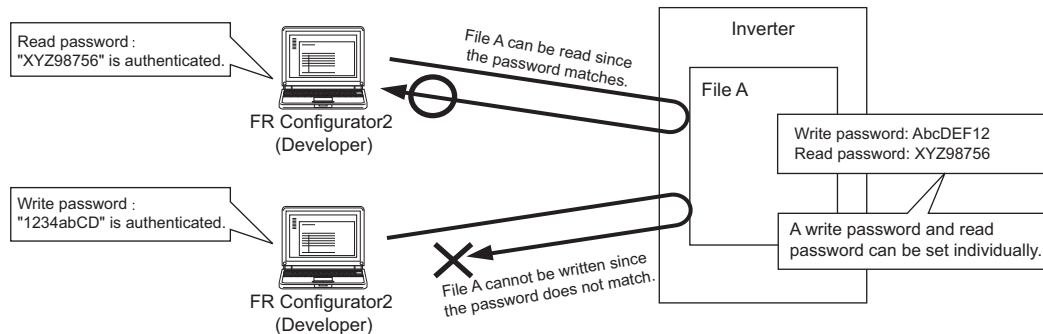 Read password :
"XYZ98756" is authenticated.
FR Configurator2
(Developer)
File A can be read since
the password matches.
Inverter
File A
Write password: AbcDEF12
Read password: XYZ98756
A write password and read
password can be set individually.
Write password :
"1234abCD" is authenticated.
FR Configurator2
(Developer)
File A cannot be written since
the password does not match.